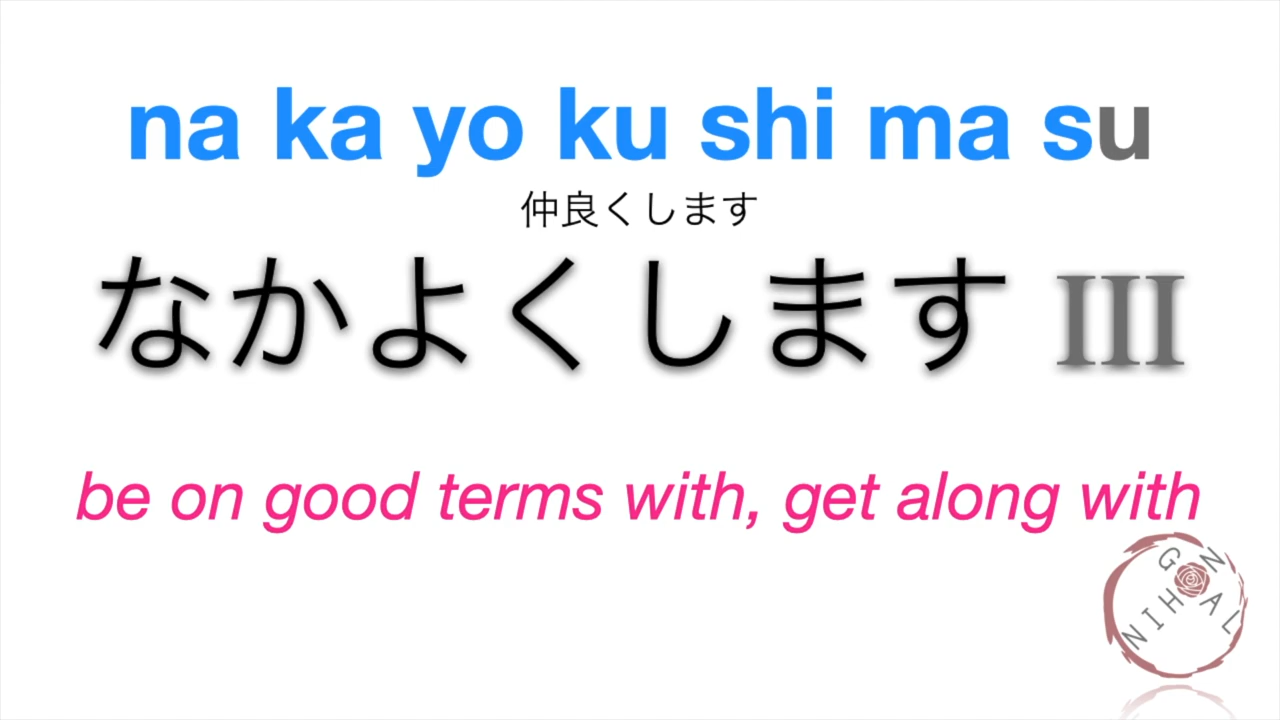 na ka yo ku shi ma su
仲良くします
なかよくします III
be on good terms with, get along with
NIHON GAL